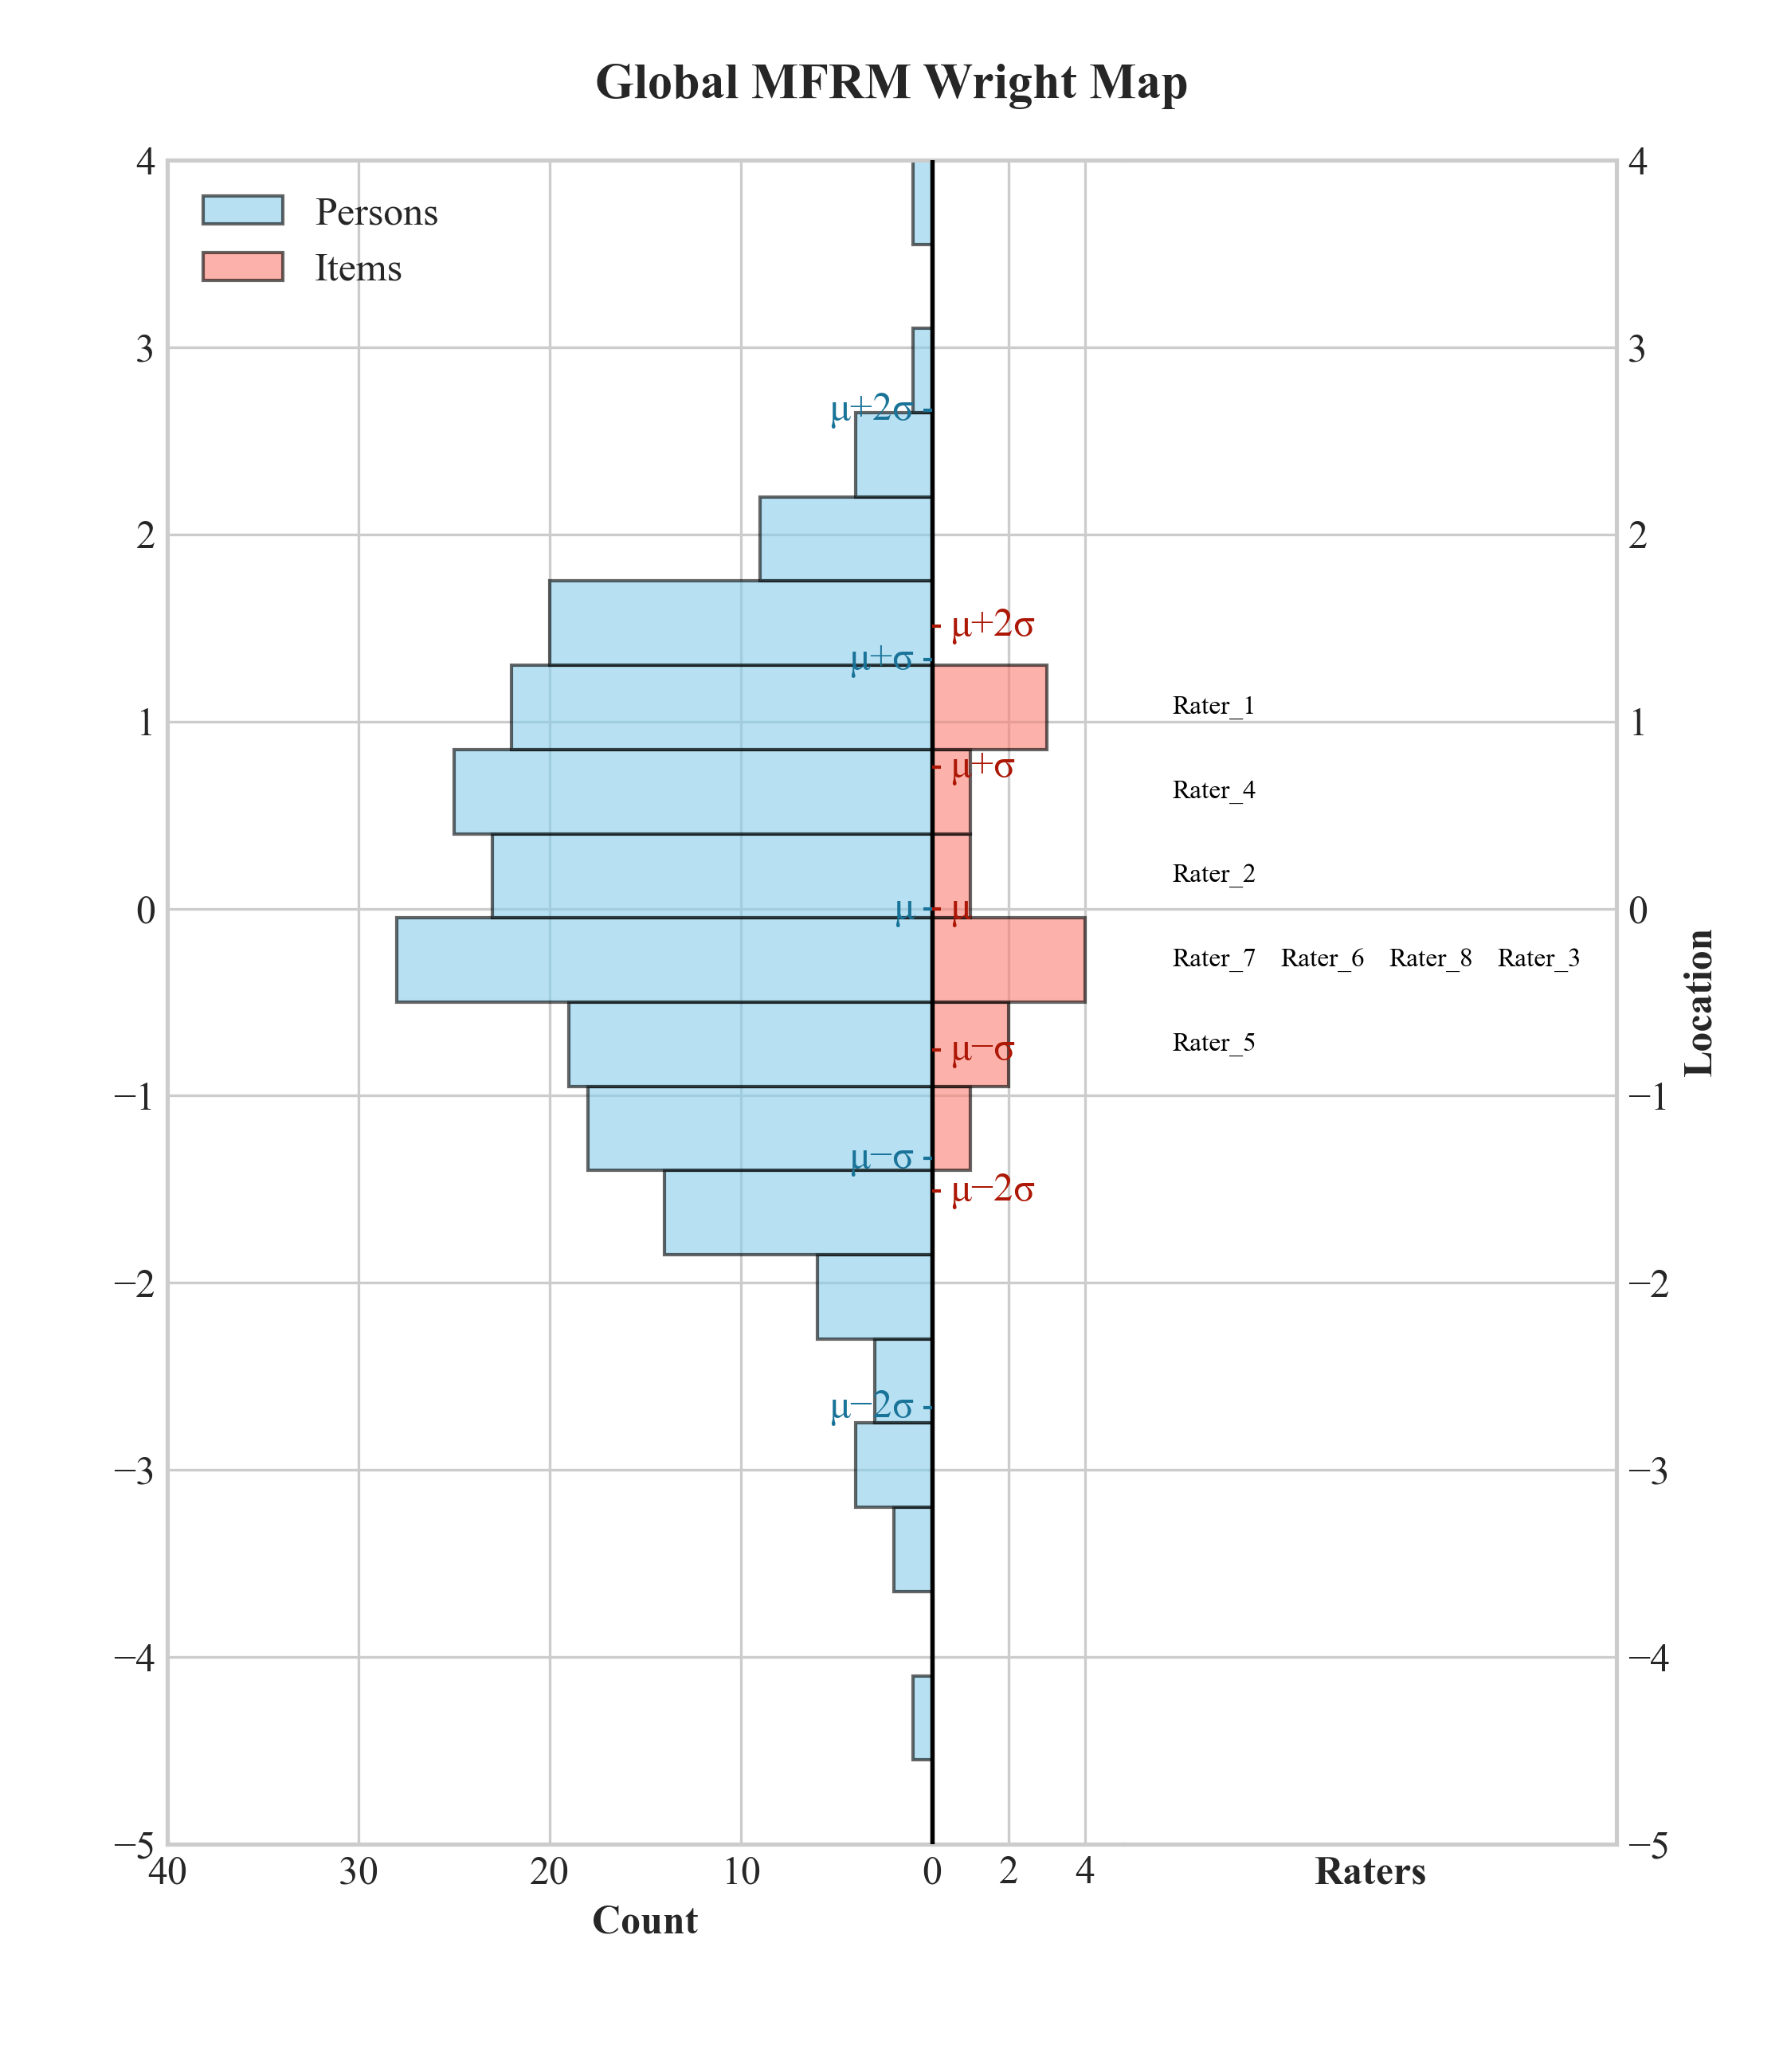 Global MFRM Wright Map
4 4
Persons
Items
3 3
μ+2σ
2 2
μ+2σ
μ+σ
Rater_1
1 1
μ+σ
Rater_4
Rater_2
0 μ μ 0
Rater_7 Rater_6 Rater_8 Rater_3
Location
μ−σ Rater_5
−1 −1
μ−σ
μ−2σ
−2 −2
μ−2σ
−3 −3
−4 −4
−5 −5
40 30 20 10 0 2 4 Raters
Count